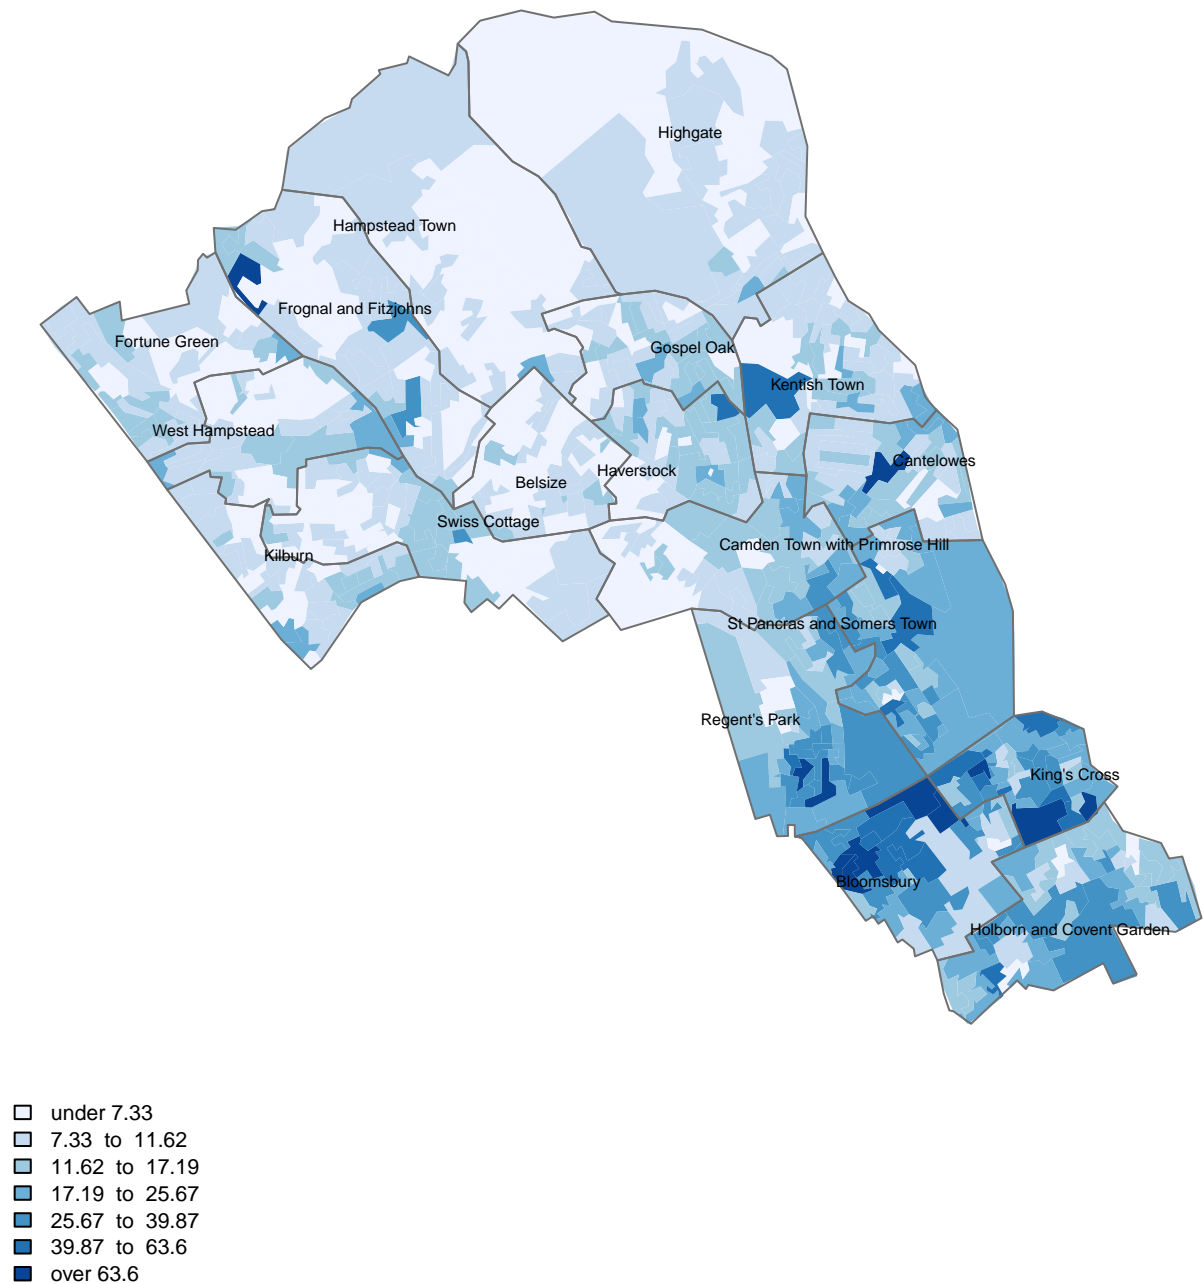 Highgate
Hampstead Town
Frognal and Fitzjohns
Fortune Green
Gospel Oak
Kentish Town
West Hampstead
Cantelowes
Haverstock
Belsize
Swiss Cottage
Camden Town with Primrose Hill
Kilburn
St Pancras and Somers Town
Regent's Park
King's Cross
Bloomsbury
Holborn and Covent Garden
under 7.33
7.33 to 11.62
11.62 to 17.19
17.19 to 25.67
25.67 to 39.87
39.87 to 63.6
over 63.6